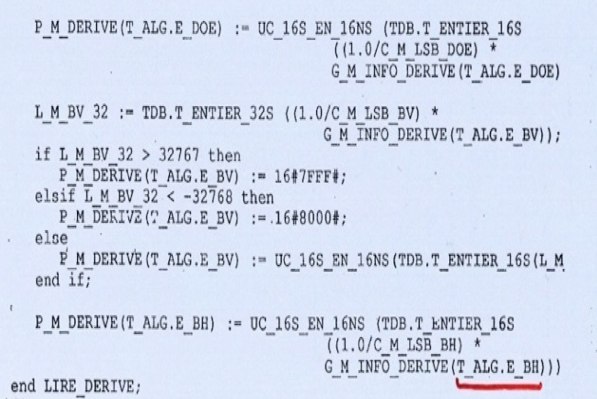 P_M_DERIVE(T_ALG.E_DOE) := UC_16S_EN_16NS (TDB.T_ENTIER_16S
((1.0/C_M_LSB_DOE) *
G_M_INFO_DERIVE(T_ALG.E_DOE)
L_M_BV_32 := TDB.T_ENTIER_32S ((1.0/C_M_LSB_BV) *
G_M_INFO_DERIVE(T_ALG.E_BV));
if L_M_BV_32 > 32767 then
P_M_DERIVE(T_ALG.E_BV) := 16#7FFF#;
elsif L_M_BV_32 < -32768 then
P_M_DERIVE(T_ALG.E_BV) := 16#8000#;
else
P_M_DERIVE(T_ALG.E_BV) := UC_16S_EN_16NS(TDB.T_ENTIER_16S(L_M
end if;
P_M_DERIVE(T_ALG.E_BH) := UC_16S_EN_16NS (TDB.T_ENTIER_16S
((1.0/C_M_LSB_BH) *
G_M_INFO_DERIVE(T_ALG.E_BH)))
end LIRE_DERIVE;